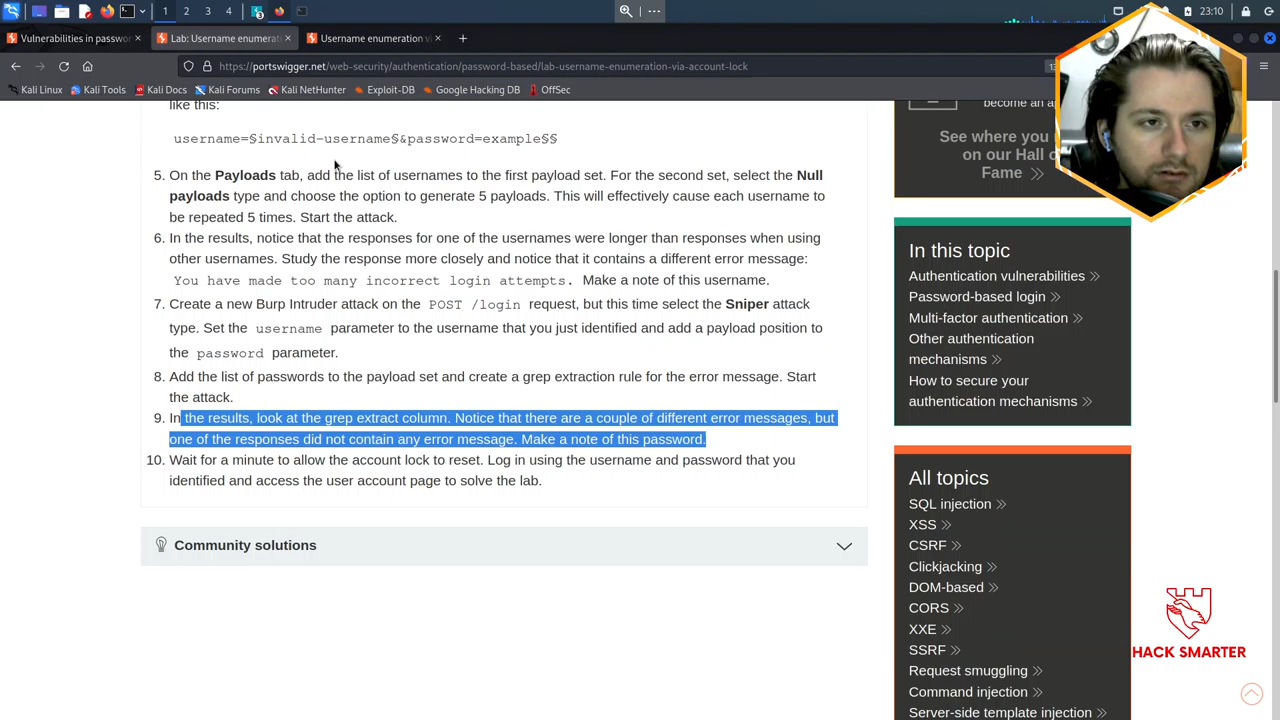 1 2 3 4
3
23:10
Vulnerabilities in passwo
Lab: Username enumerat
Username enumeration v
https://portswigger.net/web-security/authentication/password-based/lab-username-enumeration-via-account-lock
Kali Linux
Kali Tools
Kali Docs
Kali Forums
Kali NetHunter
Exploit-DB
Google Hacking DB
OffSec
like this:
username=§invalid-username§&password=example§§
5. On the Payloads tab, add the list of usernames to the first payload set. For the second set, select the Null
payloads type and choose the option to generate 5 payloads. This will effectively cause each username to
be repeated 5 times. Start the attack.
6. In the results, notice that the responses for one of the usernames were longer than responses when using
other usernames. Study the response more closely and notice that it contains a different error message:
You have made too many incorrect login attempts. Make a note of this username.
7. Create a new Burp Intruder attack on the POST /login request, but this time select the Sniper attack
type. Set the username parameter to the username that you just identified and add a payload position to
the password parameter.
8. Add the list of passwords to the payload set and create a grep extraction rule for the error message. Start
the attack.
9. In the results, look at the grep extract column. Notice that there are a couple of different error messages, but
one of the responses did not contain any error message. Make a note of this password.
10. Wait for a minute to allow the account lock to reset. Log in using the username and password that you
identified and access the user account page to solve the lab.
Community solutions
become an
See where you
on our Hall o
Fame
In this topic
Authentication vulnerabilities
Password-based login
Multi-factor authentication
Other authentication
mechanisms
How to secure your
authentication mechanisms
All topics
SQL injection
XSS
CSRF
Clickjacking
DOM-based
CORS
XXE
SSRF
Request smuggling
Command injection
Server-side template injection
HACK SMARTER